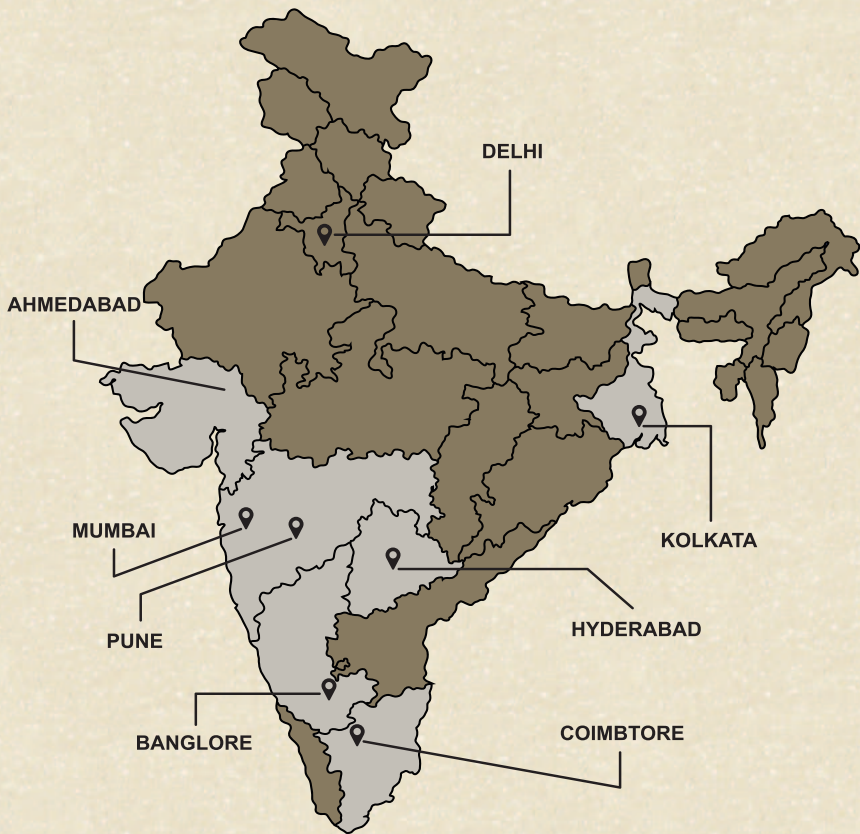 DELHI
AHMEDABAD
MUMBAI
KOLKATA
PUNE
HYDERABAD
BANGLORE
COIMBTORE